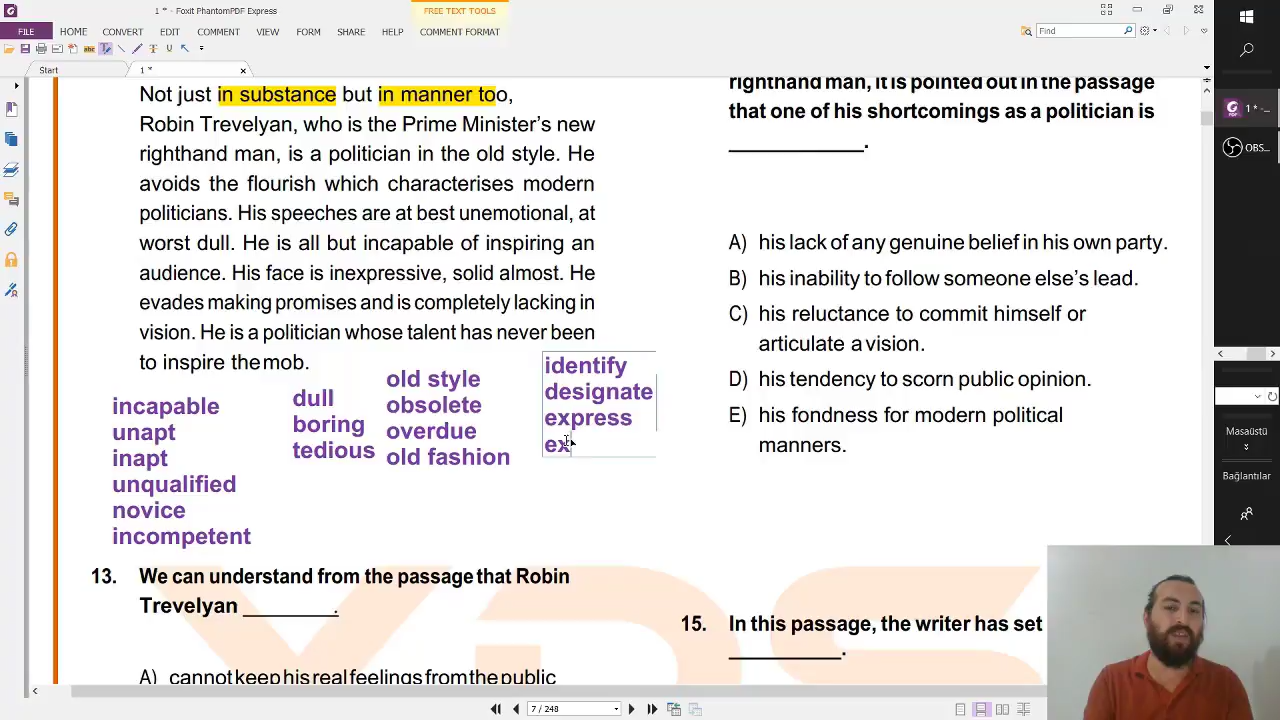 1 * - Foxit PhantomPDF Express
FREE TEXT TOOLS
FILE HOME CONVERT EDIT COMMENT VIEW FORM SHARE HELP COMMENT FORMAT
Find
Start
1 *
Not just in substance but in manner too,
Robin Trevelyan, who is the Prime Minister's new
righthand man, is a politician in the old style. He
avoids the flourish which characterises modern
politicians. His speeches are at best unemotional, at
worst dull. He is all but incapable of inspiring an
audience. His face is inexpressive, solid almost. He
evades making promises and is completely lacking in
vision. He is a politician whose talent has never been
to inspire the mob.
incapable
unapt
inapt
unqualified
novice
incompetent
dull
boring
tedious
old style
obsolete
overdue
old fashion
identify
designate
express
ex
13. We can understand from the passage that Robin
Trevelyan _________.
A) cannot keep his real feelings from the public
righthand man, it is pointed out in the passage
that one of his shortcomings as a politician is
____________.
A) his lack of any genuine belief in his own party.
B) his inability to follow someone else's lead.
C) his reluctance to commit himself or
articulate a vision.
D) his tendency to scorn public opinion.
E) his fondness for modern political
manners.
15. In this passage, the writer has set
__________.
7 / 248
1 * -
OBS...
Masaüstü
Bağlantılar